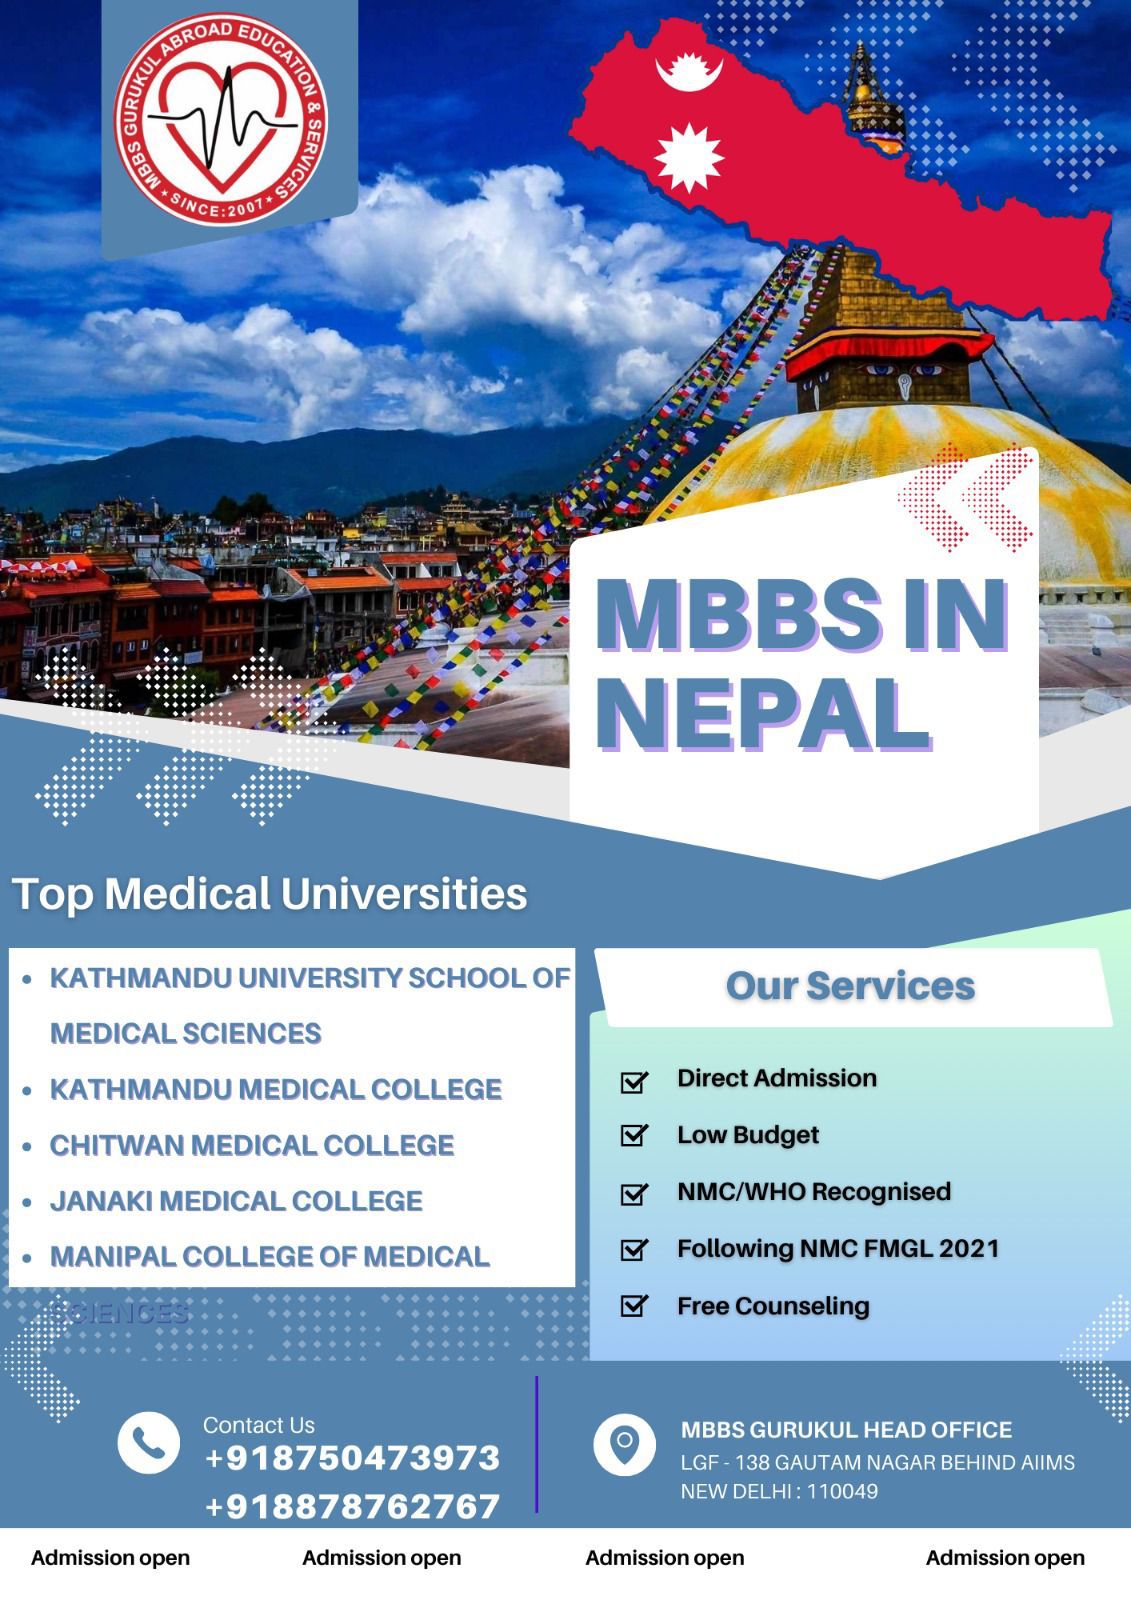 MBBS GURUKUL ABROAD EDUCATION & SERVICES
★ SINCE:2007 ★
MBBS IN
NEPAL
Top Medical Universities
• KATHMANDU UNIVERSITY SCHOOL OF
MEDICAL SCIENCES
• KATHMANDU MEDICAL COLLEGE
• CHITWAN MEDICAL COLLEGE
• JANAKI MEDICAL COLLEGE
• MANIPAL COLLEGE OF MEDICAL
SCIENCES
Our Services
Direct Admission
Low Budget
NMC/WHO Recognised
Following NMC FMGL 2021
Free Counseling
Contact Us
+918750473973
+918878762767
MBBS GURUKUL HEAD OFFICE
LGF - 138 GAUTAM NAGAR BEHIND AIIMS
NEW DELHI : 110049
Admission open Admission open Admission open Admission open